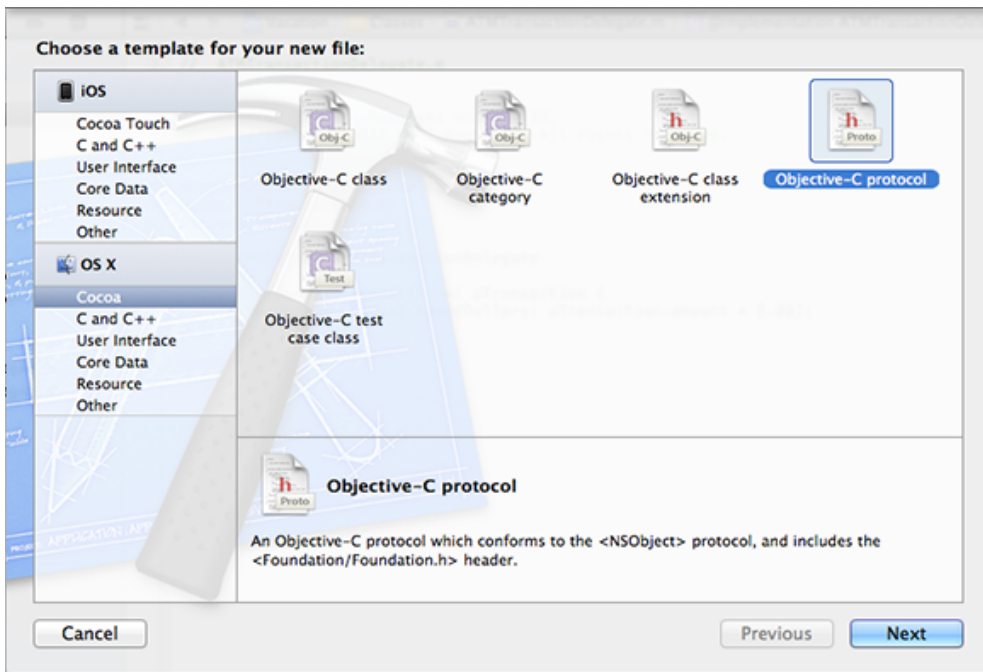 Choose a template for your new file:
iOS
Cocoa Touch
C and C++
User Interface
Core Data
Resource
Other
OS X
Cocoa
C and C++
User Interface
Core Data
Resource
Other
C
Obj-C
Objective-C class
C
Obj-C
Objective-C
category
h
Obj-C
Objective-C class
extension
h
Proto
Objective-C protocol
C
Test
Objective-C test
case class
h
Proto
Objective-C protocol
An Objective-C protocol which conforms to the <NSObject> protocol, and includes the
<Foundation/Foundation.h> header.
Cancel
Previous
Next